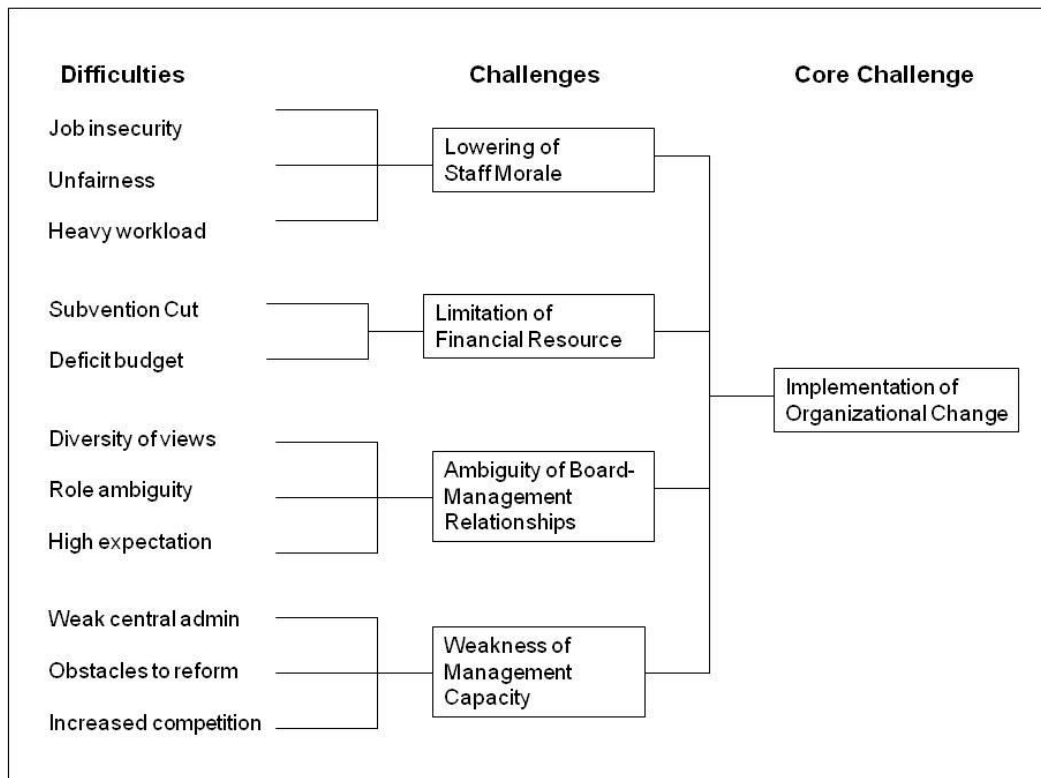 Difficulties
Challenges
Core Challenge
Job insecurity
Unfairness
Heavy workload
Lowering of
Staff Morale
Subvention Cut
Deficit budget
Limitation of
Financial Resource
Implementation of
Organizational Change
Diversity of views
Role ambiguity
High expectation
Ambiguity of Board-
Management
Relationships
Weak central admin
Obstacles to reform
Increased competition
Weakness of
Management
Capacity